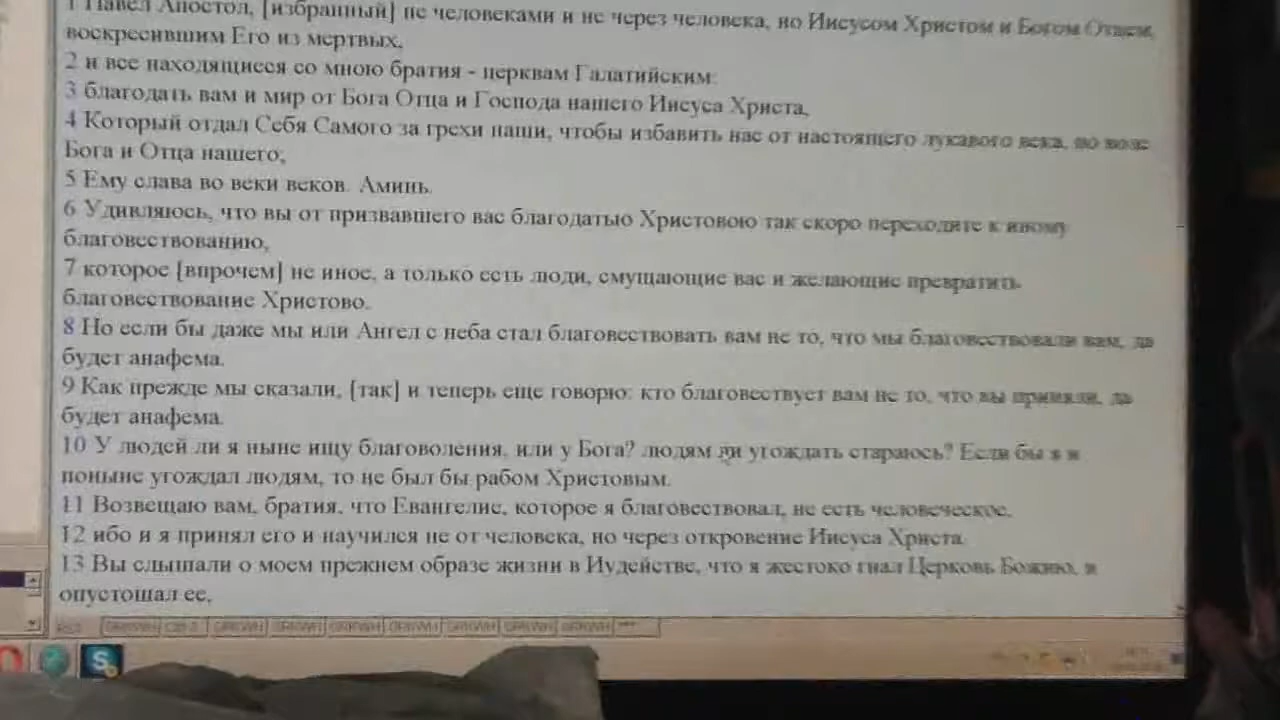 1 Павел Апостол, [избранный] не человеками и не через человека, но Иисусом Христом и Богом Отцем,
воскресившим Его из мертвых,
2 и все находящиеся со мною братия - церквам Галатийским:
3 благодать вам и мир от Бога Отца и Господа нашего Иисуса Христа,
4 Который отдал Себя Самого за грехи наши, чтобы избавить нас от настоящего лукавого века, по воле
Бога и Отца нашего;
5 Ему слава во веки веков. Аминь.
6 Удивляюсь, что вы от призвавшего вас благодатью Христовою так скоро переходите к иному
благовествованию,
7 которое [впрочем] не иное, а только есть люди, смущающие вас и желающие превратить
благовествование Христово.
8 Но если бы даже мы или Ангел с неба стал благовествовать вам не то, что мы благовествовали вам, да
будет анафема.
9 Как прежде мы сказали, [так] и теперь еще говорю: кто благовествует вам не то, что вы приняли, да
будет анафема.
10 У людей ли я ныне ищу благоволения, или у Бога? людям ли угождать стараюсь? Если бы я и
поныне угождал людям, то не был бы рабом Христовым.
11 Возвещаю вам, братия, что Евангелие, которое я благовествовал, не есть человеческое,
12 ибо и я принял его и научился не от человека, но через откровение Иисуса Христа.
13 Вы слышали о моем прежнем образе жизни в Иудействе, что я жестоко гнал Церковь Божию, и
опустошал ее,